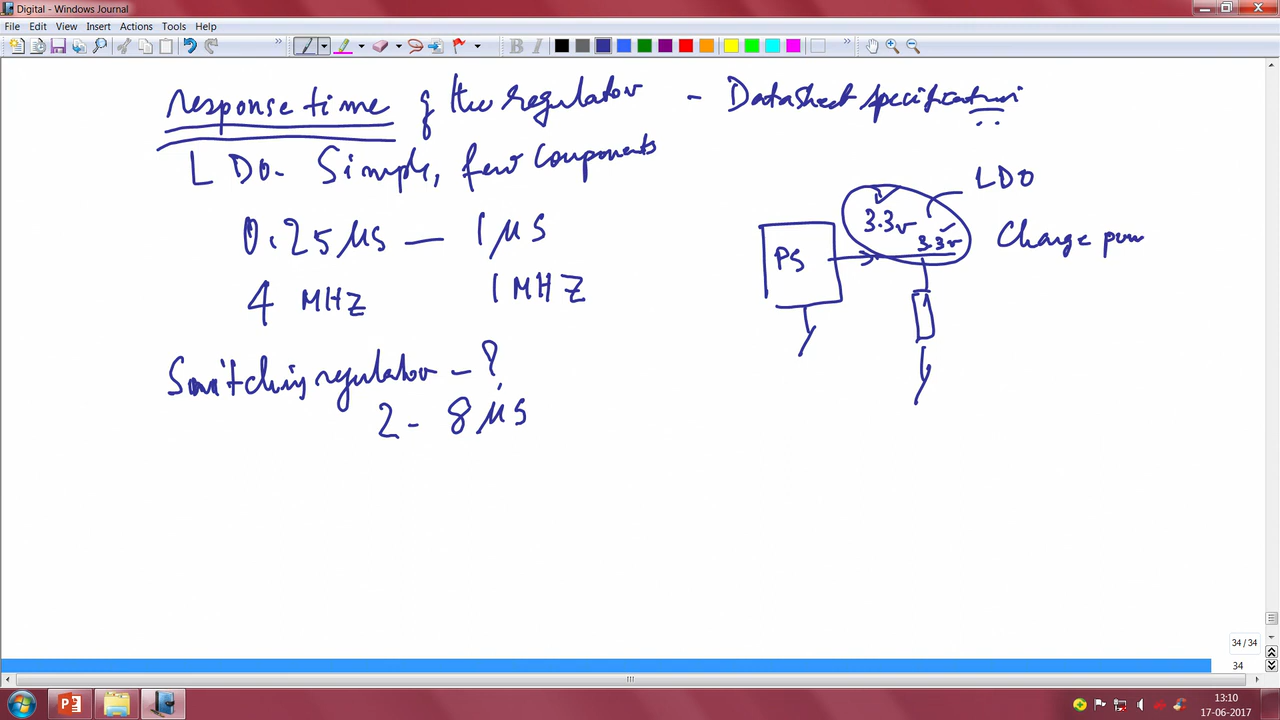 Digital - Windows Journal
File Edit View Insert Actions Tools Help
response time of the regulator - Datasheet specification
LDO - Simple, few components
0.25 μs — 1 μs
4 MHZ 1 MHZ
Switching regulator - ?
2 - 8 μs
LDO
3.3v
3.3v
PS
Charge pum
34 / 34
34
13:10
17-06-2017